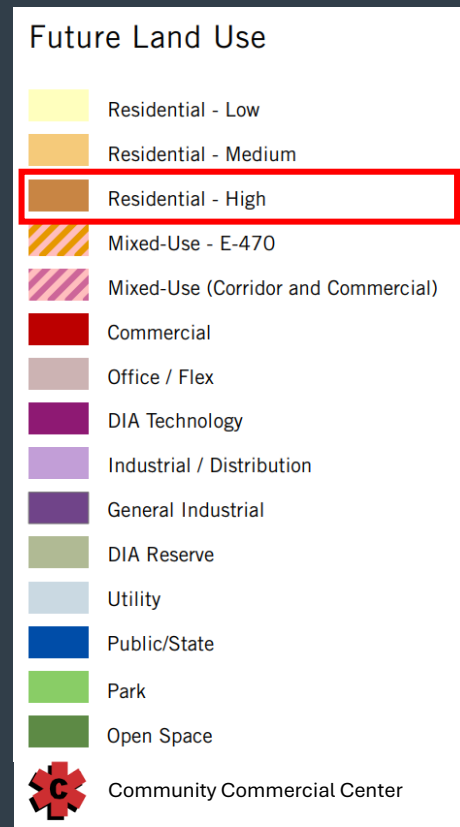 Future Land Use
Residential - Low
Residential - Medium
Residential - High
Mixed-Use - E-470
Mixed-Use (Corridor and Commercial)
Commercial
Office / Flex
DIA Technology
Industrial / Distribution
General Industrial
DIA Reserve
Utility
Public/State
Park
Open Space
C Community Commercial Center